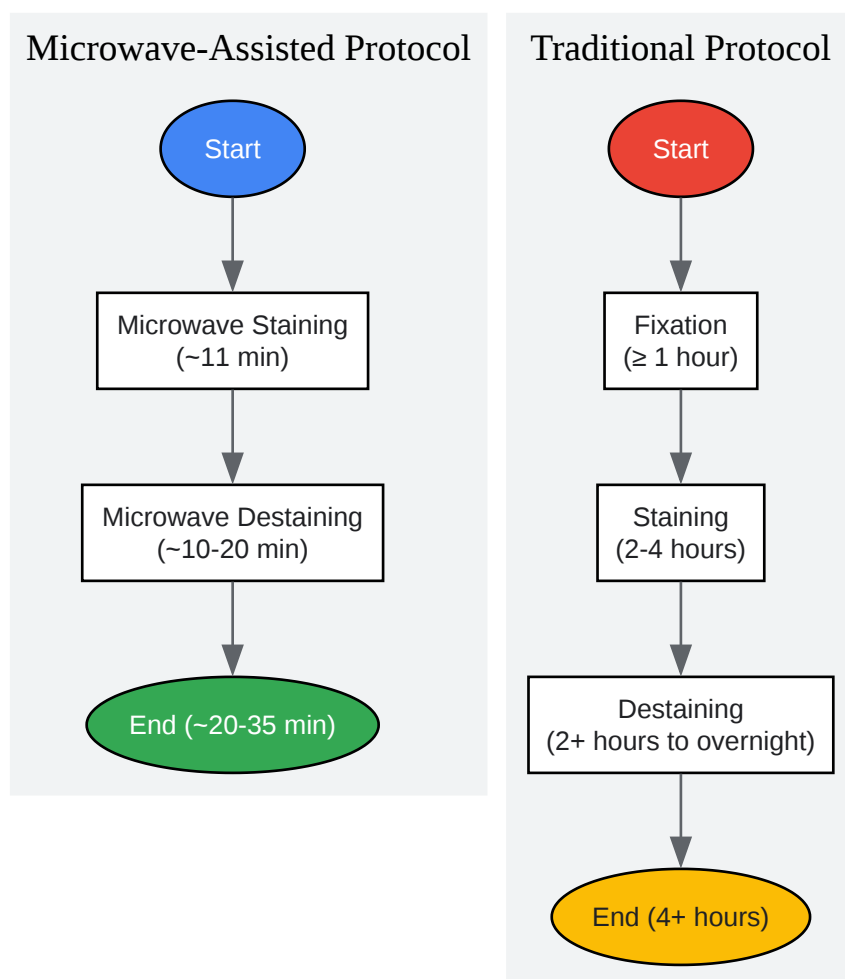 Microwave-Assisted Protocol
Start
Microwave Staining
(~11 min)
Microwave Destaining
(~10-20 min)
End (~20-35 min)
Traditional Protocol
Start
Fixation
(≥ 1 hour)
Staining
(2-4 hours)
Destaining
(2+ hours to overnight)
End (4+ hours)